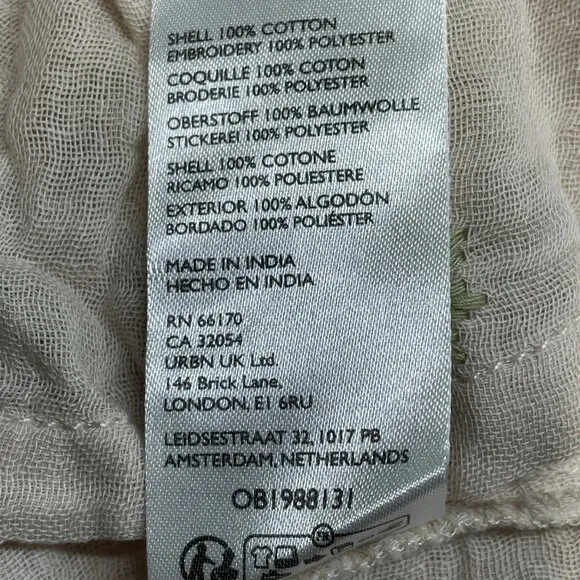 SHELL 100% COTTON
EMBROIDERY 100% POLYESTER
COQUILLE 100% COTON
BRODERIE 100% POLYESTER
OBERSTOFF 100% BAUMWOLLE
STICKEREI 100% POLYESTER
SHELL 100% COTONE
RICAMO 100% POLIESTERE
EXTERIOR 100% ALGODÓN
BORDADO 100% POLIÉSTER
MADE IN INDIA
HECHO EN INDIA
RN 66170
CA 32054
URBN UK Ltd.
146 Brick Lane,
LONDON, E1 6RU
LEIDSESTRAAT 32, 1017 PB
AMSTERDAM, NETHERLANDS
OB1988131
FR